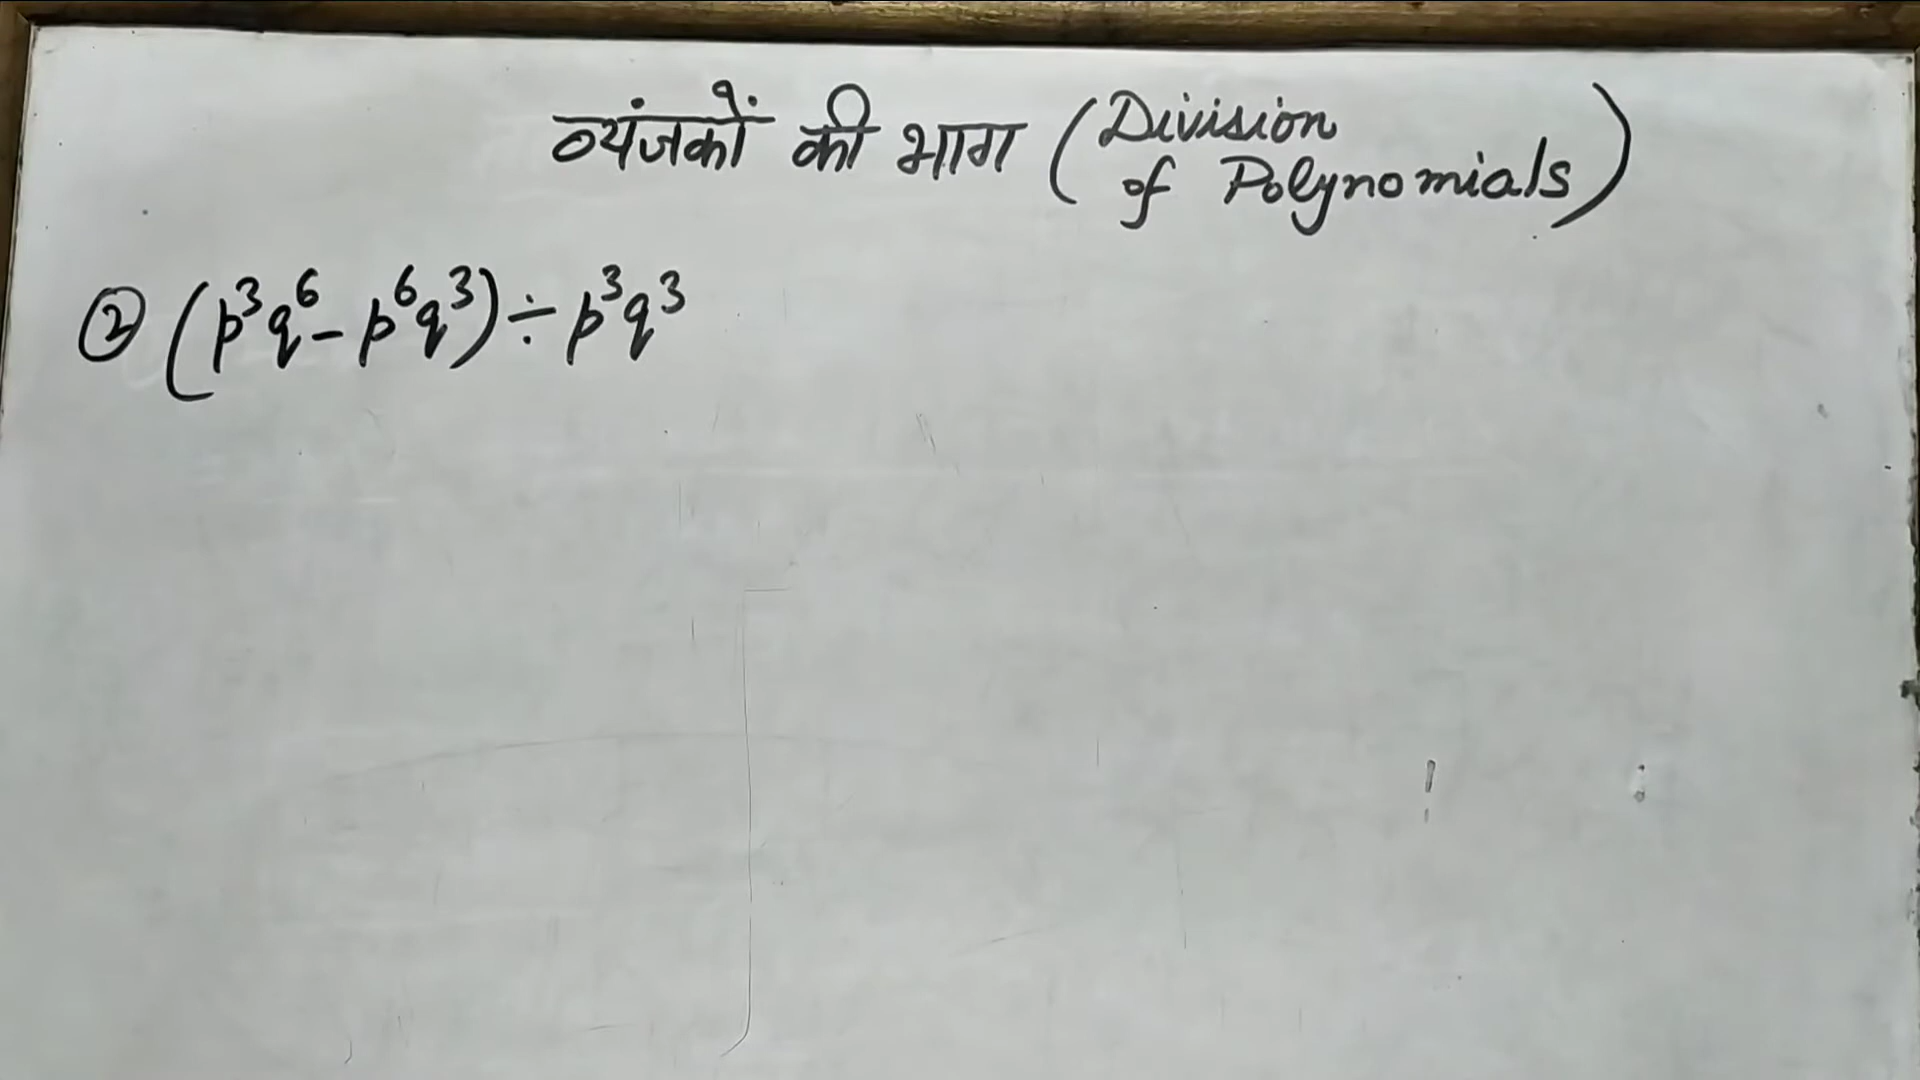 व्यंजकों की भाग (Division
of Polynomials)
② (p³q⁶ - p⁶q³) ÷ p³q³